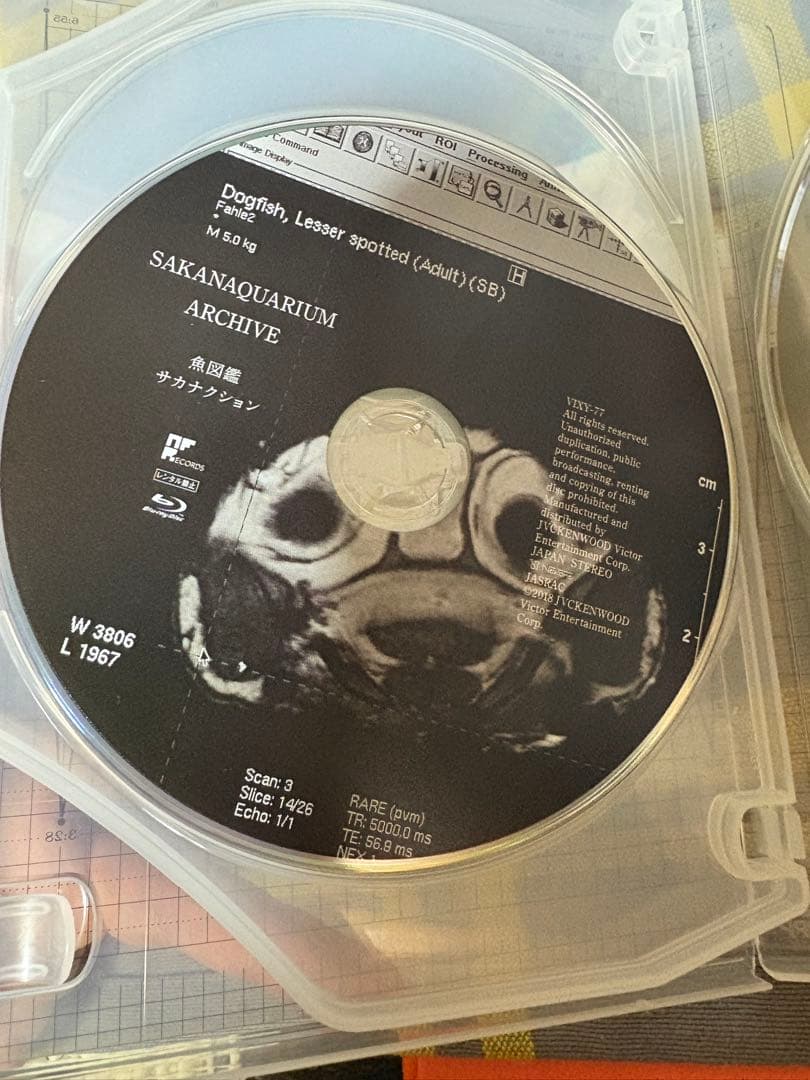 Command
ROI Processing
Image Display
Dogfish, Lesser spotted (Adult) (SB)
Fahle2
M 5.0 kg
H
SAKANAQUARIUM
ARCHIVE
魚図鑑
サカナクション
NF
RECORDS
レンタル禁止
Blu-ray Disc
VIXY-77
All rights reserved.
Unauthorized
duplication, public
performance,
broadcasting, renting
and copying of this
disc prohibited.
Manufactured and
distributed by
JVCKENWOOD Victor
Entertainment Corp.
JAPAN STEREO
JASRAC
©2018 JVCKENWOOD
Victor Entertainment
Corp.
cm
3
2
W 3806
L 1967
Scan: 3
Slice: 14/26
Echo: 1/1
RARE (pvm)
TR: 5000.0 ms
TE: 56.9 ms